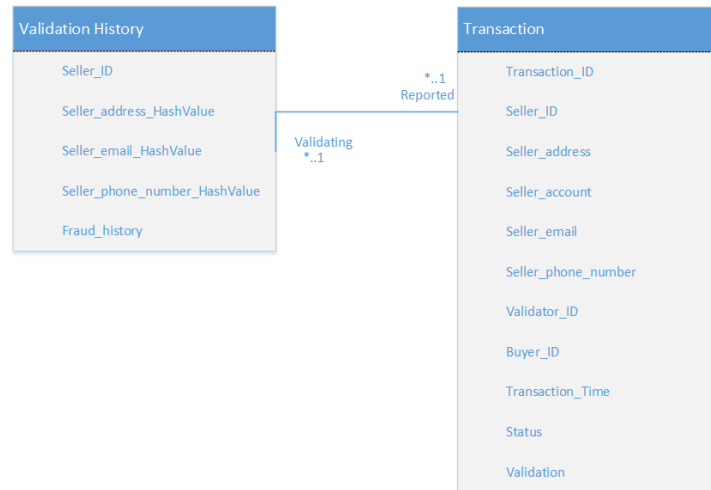 Validation History
Seller_ID
Seller_address_HashValue
Seller_email_HashValue
Seller_phone_number_HashValue
Fraud_history
*..1
Reported
Validating
*..1
Transaction
Transaction_ID
Seller_ID
Seller_address
Seller_account
Seller_email
Seller_phone_number
Validator_ID
Buyer_ID
Transaction_Time
Status
Validation